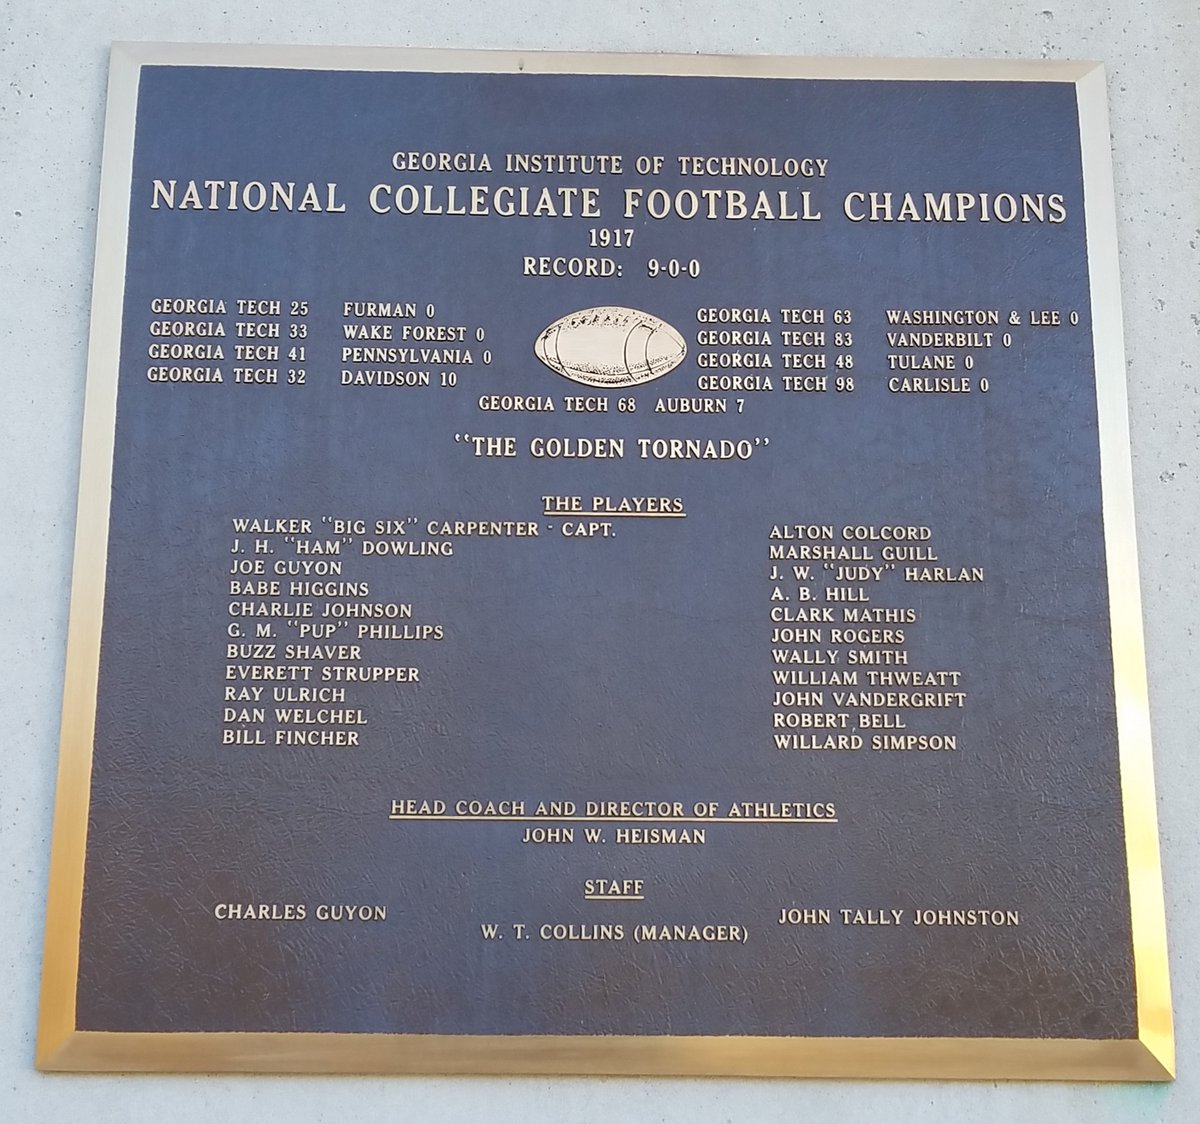 GEORGIA INSTITUTE OF TECHNOLOGY
NATIONAL COLLEGIATE FOOTBALL CHAMPIONS
1917
RECORD: 9-0-0
GEORGIA TECH 25 FURMAN 0
GEORGIA TECH 33 WAKE FOREST 0
GEORGIA TECH 41 PENNSYLVANIA 0
GEORGIA TECH 32 DAVIDSON 10
GEORGIA TECH 63 WASHINGTON & LEE 0
GEORGIA TECH 83 VANDERBILT 0
GEORGIA TECH 48 TULANE 0
GEORGIA TECH 98 CARLISLE 0
GEORGIA TECH 68 AUBURN 7
"THE GOLDEN TORNADO"
THE PLAYERS
WALKER "BIG SIX" CARPENTER - CAPT.
J. H. "HAM" DOWLING
JOE GUYON
BABE HIGGINS
CHARLIE JOHNSON
G. M. "PUP" PHILLIPS
BUZZ SHAVER
EVERETT STRUPPER
RAY ULRICH
DAN WELCHEL
BILL FINCHER
ALTON COLCORD
MARSHALL GUILL
J. W. "JUDY" HARLAN
A. B. HILL
CLARK MATHIS
JOHN ROGERS
WALLY SMITH
WILLIAM THWEATT
JOHN VANDERGRIFT
ROBERT BELL
WILLARD SIMPSON
HEAD COACH AND DIRECTOR OF ATHLETICS
JOHN W. HEISMAN
STAFF
CHARLES GUYON
W. T. COLLINS (MANAGER)
JOHN TALLY JOHNSTON